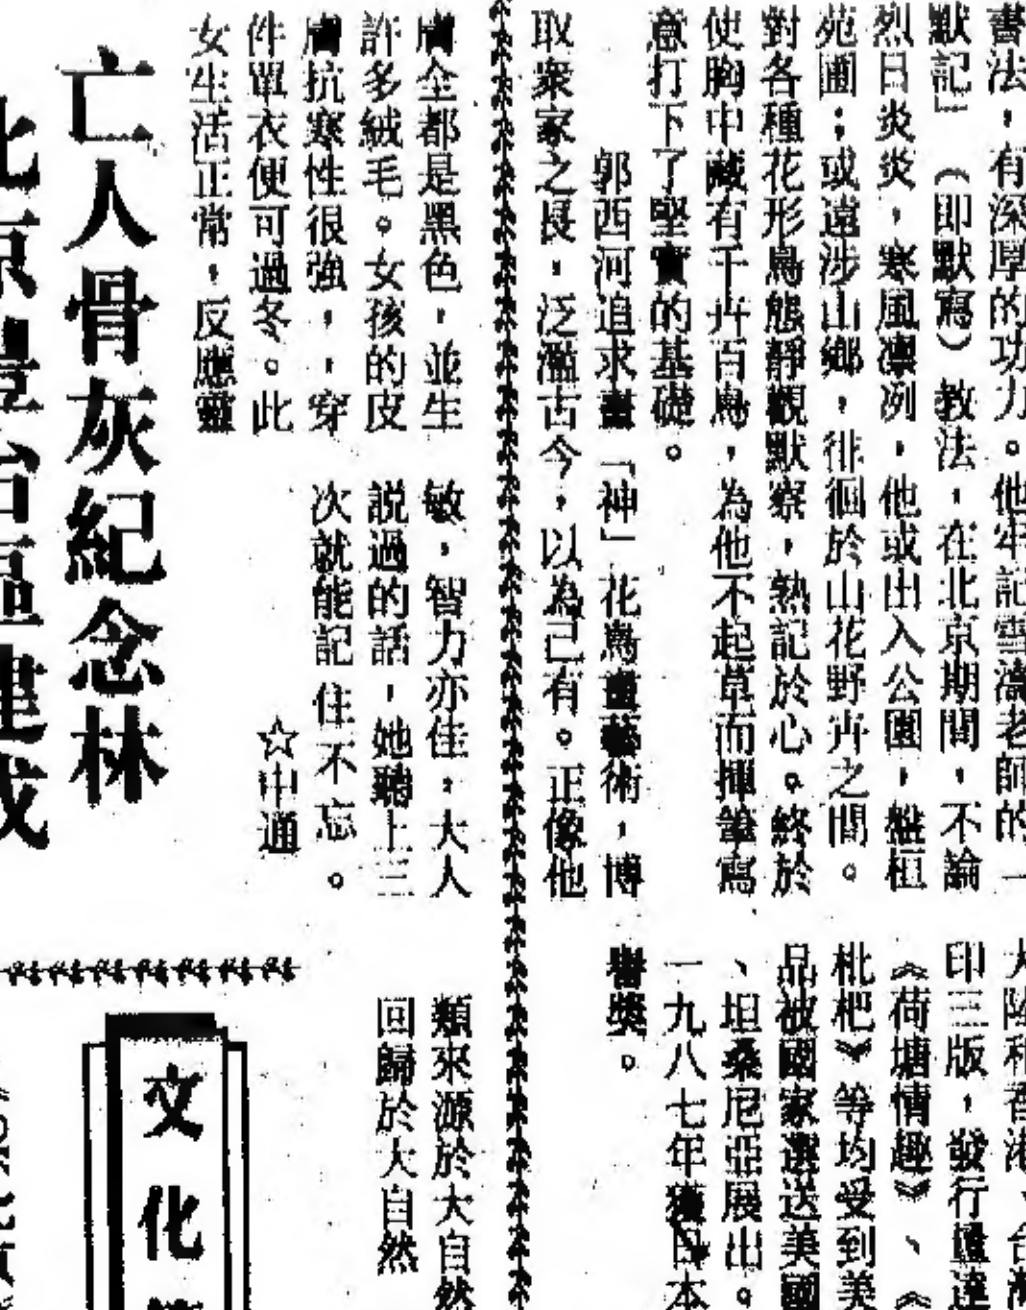 書法，有深厚的功力。他牢記雪濤老師的「
默記」（即默寫）教法，在北京期間，不論
烈日炎炎，寒風凜冽，他或出入公園，盤桓
苑圃；或遠涉山鄉，徘徊於山花野卉之間。
對各種花形鳥態靜觀默察，熟記於心。終於
使胸中藏有千卉百鳥，為他不起草而揮筆寫
意打下了堅實的基礎。
郭西河追求畫「神」花鳥畫藝術，博
取衆家之長，泛濫古今，以為己有。正像他
大陸和香港、台灣
印三版，發行量達
《荷塘情趣》、《
枇杷》等均受到美
品被國家選送美國
、坦桑尼亞展出。
一九八七年獲日本
譽獎。
膚全都是黑色，並生
許多絨毛。女孩的皮
膚抗寒性很強，，穿
件單衣便可過冬。此
女生活正常，反應靈
敏，智力亦佳，大人
説過的話，她聽上三
次就能記住不忘。
☆中通
亡人骨灰紀念林
類來源於大自然
回歸於大自然
文化